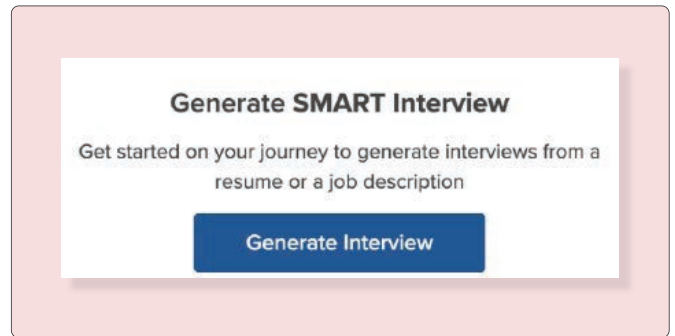 Generate SMART Interview
Get started on your journey to generate interviews from a
resume or a job description
Generate Interview